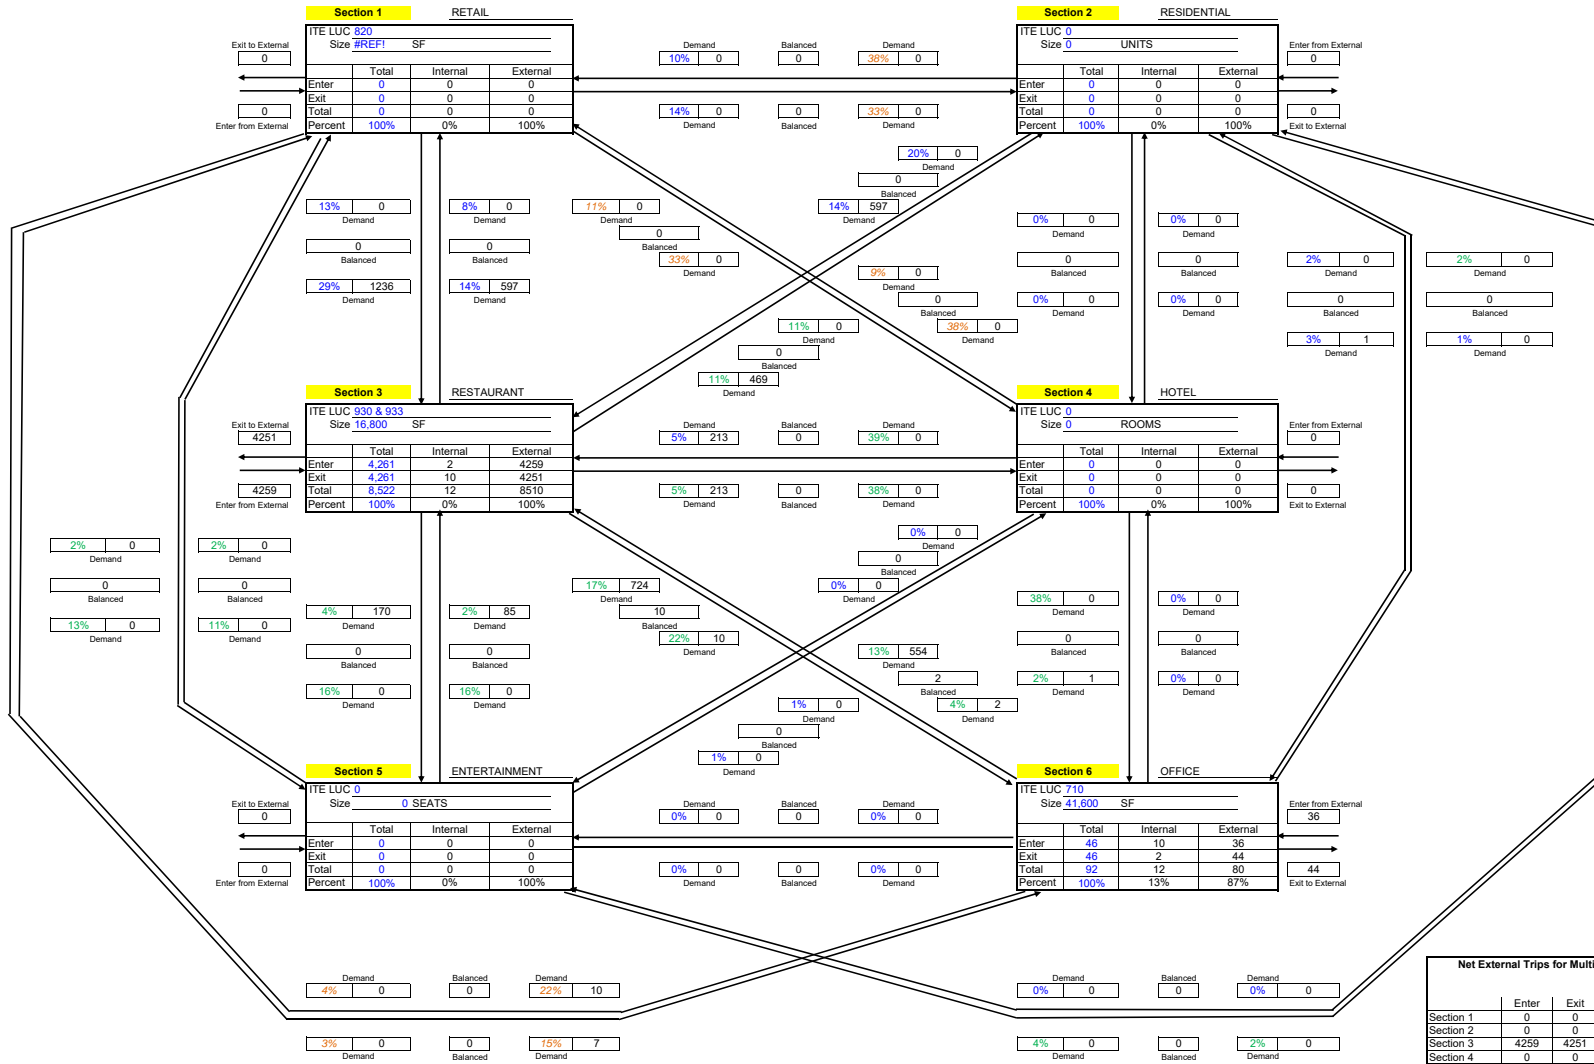 Section 1 RETAIL Section 2 RESIDENTIAL
ITE LUC 820 ITE LUC 0
Exit to External Size #REF! SF Demand Balanced Demand Size 0 UNITS Enter from External
0 10% 0 0 38% 0 0
Total Internal External Total Internal External
Enter 0 0 0 Enter 0 0 0
Exit 0 0 0 Exit 0 0 0
0 Total 0 0 0 14% 0 0 33% 0 Total 0 0 0 0
Enter from External Percent 100% 0% 100% Demand Balanced Demand Percent 100% 0% 100% Exit to External
20% 0
Demand
0
Balanced
13% 0 8% 0 11% 0 14% 597
Demand Demand Demand Demand
0% 0 0% 0
Demand Demand
0
Balanced
0 0
Balanced Balanced
33% 0
Demand
0 0 2% 0 2% 0
Balanced Balanced Demand Demand
9% 0
Demand
29% 1236 14% 597
Demand Demand
0
Balanced
0% 0 0% 0 0 0
Demand Demand Balanced Balanced
11% 0 38% 0
Demand Demand
3% 1 1% 0
Demand Demand
0
Balanced
11% 469
Demand
Section 3 RESTAURANT Section 4 HOTEL
ITE LUC 930 & 933 ITE LUC 0
Exit to External Size 16,800 SF Demand Balanced Demand Size 0 ROOMS Enter from External
4251 5% 213 0 39% 0 0
Total Internal External Total Internal External
Enter 4,261 2 4259 Enter 0 0 0
Exit 4,261 10 4251 Exit 0 0 0
4259 Total 8,522 12 8510 5% 213 0 38% 0 Total 0 0 0 0
Enter from External Percent 100% 0% 100% Demand Balanced Demand Percent 100% 0% 100% Exit to External
0% 0
Demand
2% 0 2% 0
Demand Demand
0
Balanced
0 0 17% 724 0% 0
Balanced Balanced Demand Demand
38% 0 0% 0
Demand Demand
4% 170 2% 85 10
Demand Demand Balanced
13% 0 11% 0
Demand Demand
22% 10
Demand
0 0
Balanced Balanced
0 0 13% 554
Balanced Balanced Demand
2
Balanced
2% 1 0% 0
Demand Demand
16% 0 16% 0
Demand Demand
1% 0 4% 2
Demand Demand
0
Balanced
1% 0
Demand
Section 5 ENTERTAINMENT Section 6 OFFICE
ITE LUC 0 ITE LUC 710
Exit to External Size 0 SEATS Demand Balanced Demand Size 41,600 SF Enter from External
0 0% 0 0 0% 0 36
Total Internal External Total Internal External
Enter 0 0 0 Enter 46 10 36
Exit 0 0 0 Exit 46 2 44
0 Total 0 0 0 0% 0 0 0% 0 Total 92 12 80 44
Enter from External Percent 100% 0% 100% Demand Balanced Demand Percent 100% 13% 87% Exit to External
Net External Trips for Multi
Demand Balanced Demand Demand Balanced Demand
4% 0 0 22% 10 0% 0 0 0% 0
Enter Exit
Section 1 0 0
Section 2 0 0
3% 0 0 15% 7 4% 0 0 2% 0 Section 3 4259 4251
Demand Balanced Demand Demand Balanced Demand Section 4 0 0